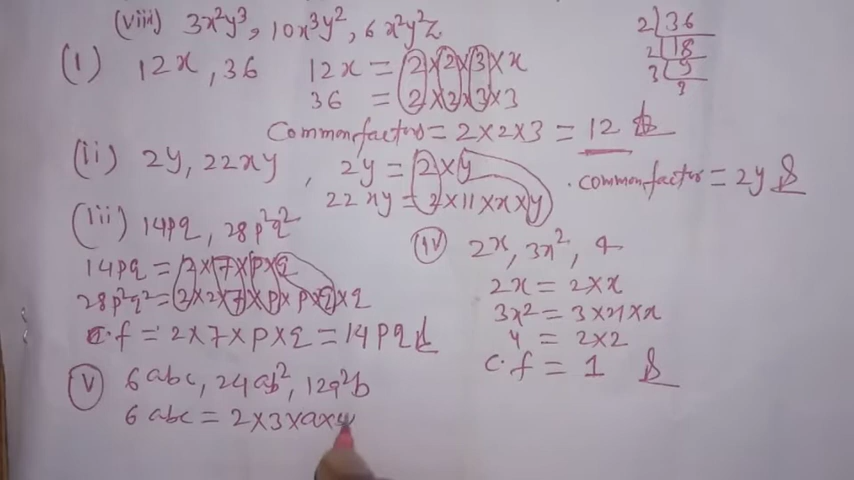 (viii) 3x²y³, 10x³y², 6x²y²z
2 36
2 18
3 9
3
(i) 12x, 36
12x = 2×2×3×x
36 = 2×2×3×3
Common factors = 2×2×3 = 12
(ii) 2y, 22xy, 2y = 2×y
22xy = 2×11×x×y
common factor = 2y
(iii) 14pq, 28p²q²
14pq = 2×7×p×q
28p²q² = 2×2×7×p×p×q×q
c.f = 2×7×p×q = 14pq
(iv) 2x, 3x², 4
2x = 2×x
3x² = 3×x×x
4 = 2×2
c.f = 1
(v) 6abc, 24ab², 12a²b
6abc = 2×3×a×